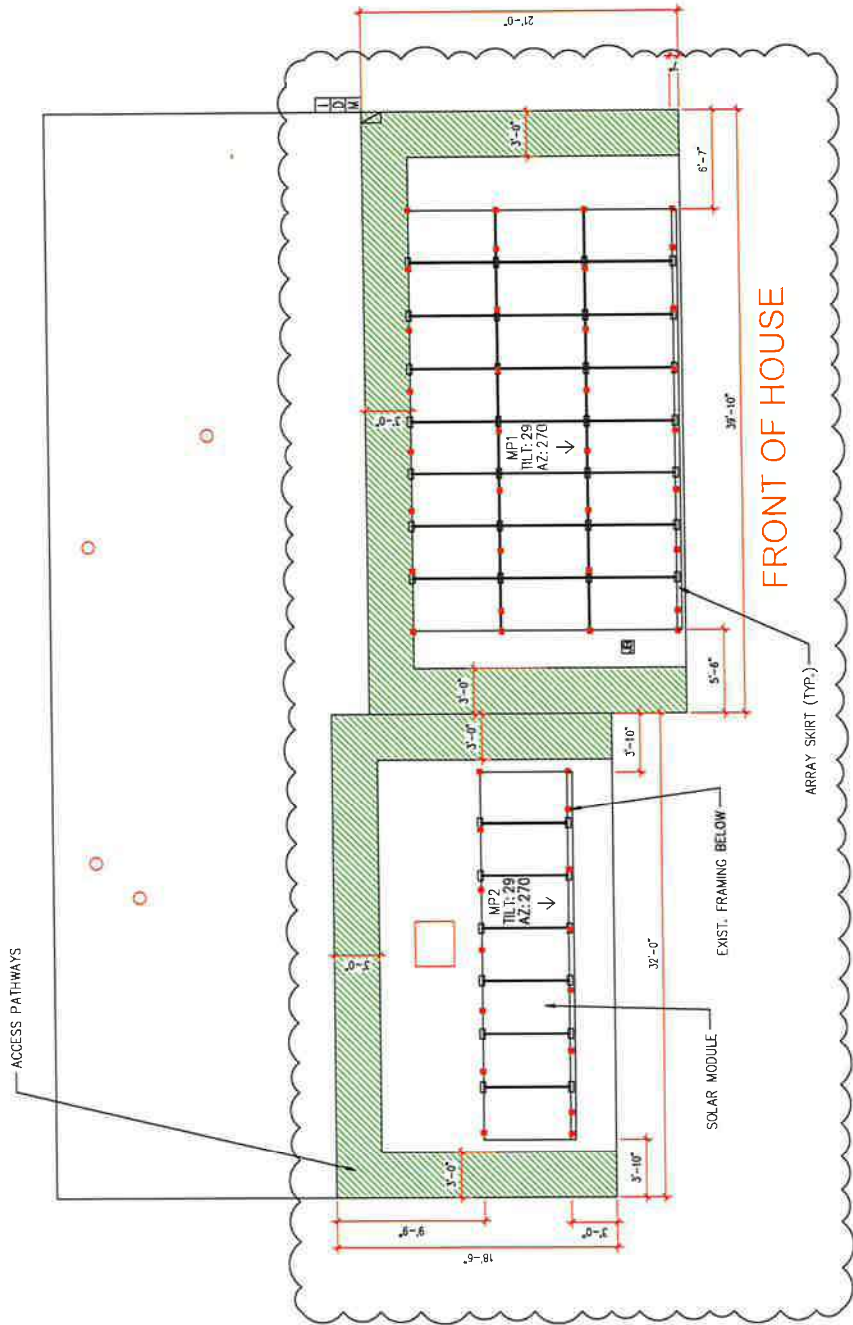 ACCESS PATHWAYS
I
D
M
21'-0"
3'-0"
3'-0"
6'-7"
MP1
TILT: 29
AZ: 270
39'-10"
FRONT OF HOUSE
JB
3'-0"
5'-6"
ARRAY SKIRT (TYP.)
3'-0"
3'-10"
MP2
TILT: 29
AZ: 270
3'-0"
EXIST. FRAMING BELOW
32'-0"
SOLAR MODULE
3'-0"
3'-10"
9'-9"
3'-0"
18'-6"